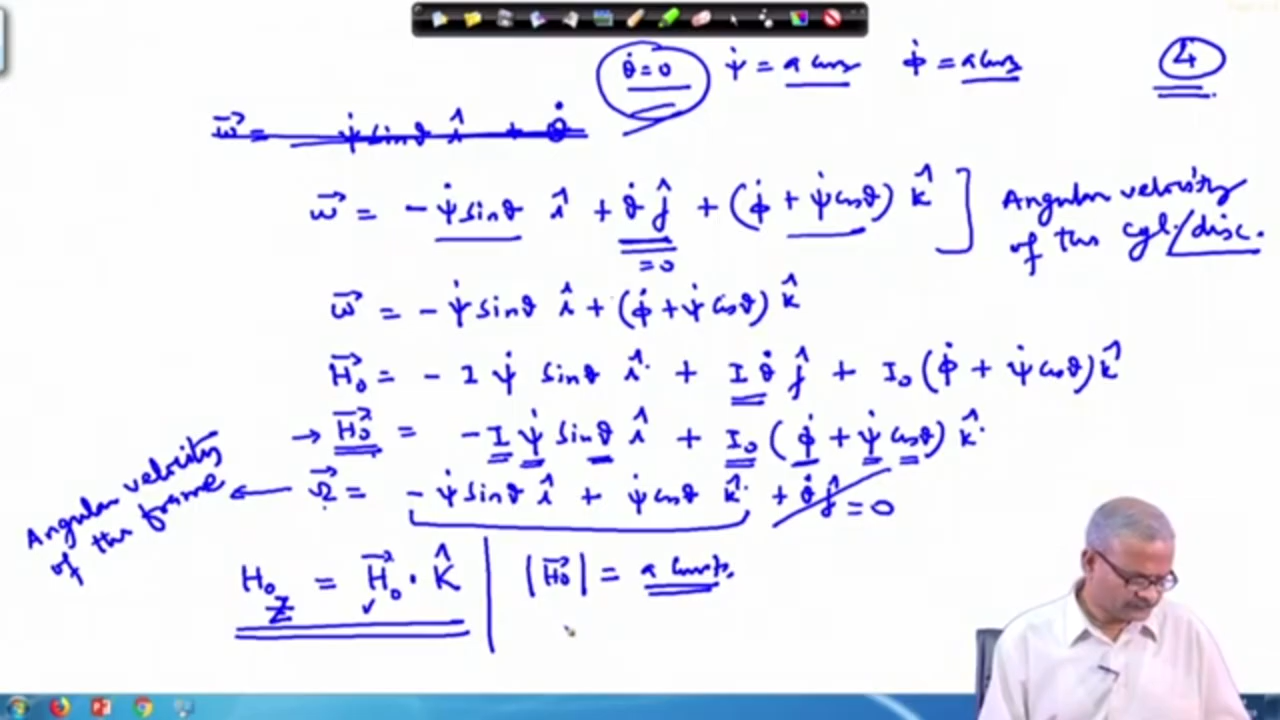 θ̇ = 0   ψ̇ = a const   φ̇ = a const   4
ω⃗ = ψ̇ sinθ î + θ̇
ω⃗ = - ψ̇ sinθ î + θ̇ ĵ + (φ̇ + ψ̇ cosθ) k̂ ] Angular velocity
= 0   of the cyl./disc.
ω⃗ = - ψ̇ sinθ î + (φ̇ + ψ̇ cosθ) k̂
H⃗₀ = - I ψ̇ sinθ î + I θ̇ ĵ + I₀ (φ̇ + ψ̇ cosθ) k̂
→ H⃗₀ = - I ψ̇ sinθ î + I₀ (φ̇ + ψ̇ cosθ) k̂.
Angular velocity
of the frame
← Ω⃗ = - ψ̇ sinθ î + ψ̇ cosθ k̂ + θ̇ ĵ = 0
H₀ Z = H⃗₀ · K̂ | |H⃗₀| = a const.